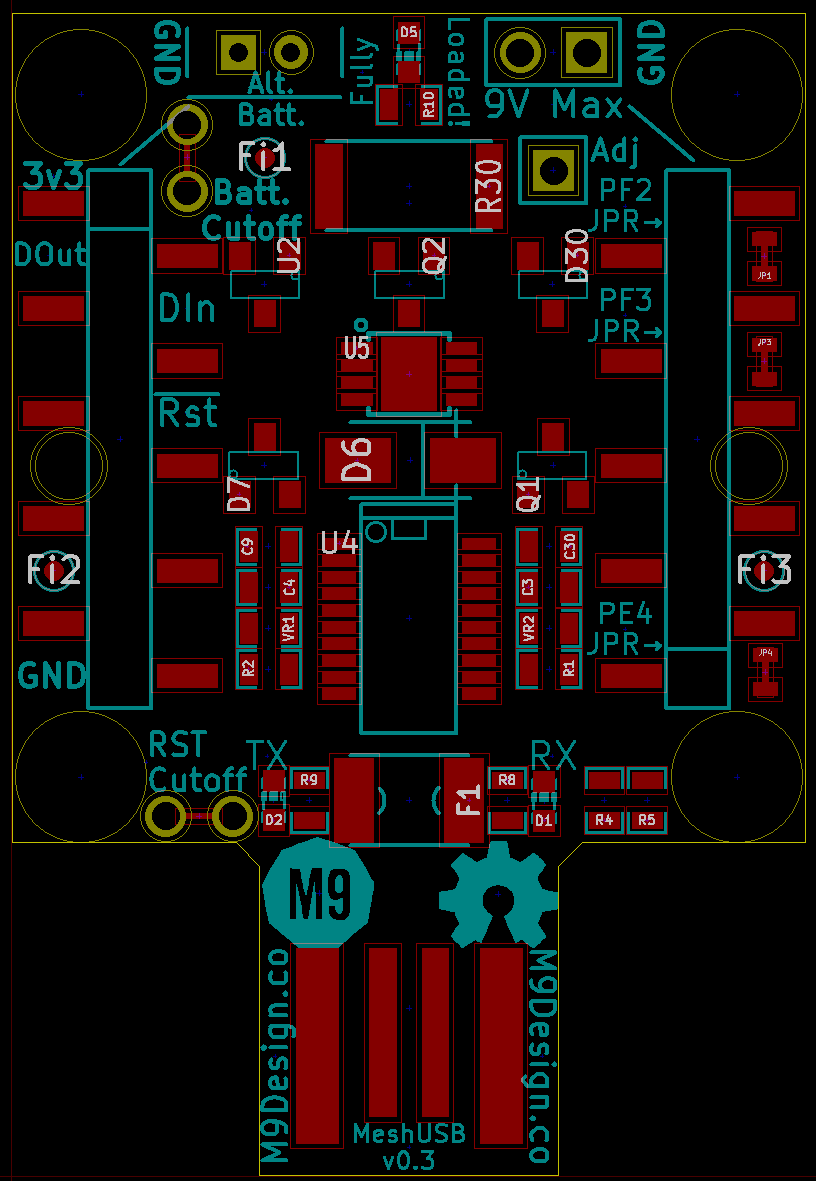 GND
Fully
D5
Loaded!
GND
Alt.
Batt.
R10
9V Max
Fi1
Adj
3v3
Batt.
Cutoff
R30
PF2
JPR→
DOut
U2
Q2
D30
JP1
DIn
PF3
JPR→
U5
JP3
Rst
D6
D7
Q1
U4
C9
C4
C3
C30
Fi2
Fi3
VR1
VR2
PE4
JPR→
R2
R1
JP4
GND
RST
Cutoff
TX
RX
R9
R8
F1
D2
D1
R4
R5
M9
M9Design.co
M9Design.co
MeshUSB
v0.3